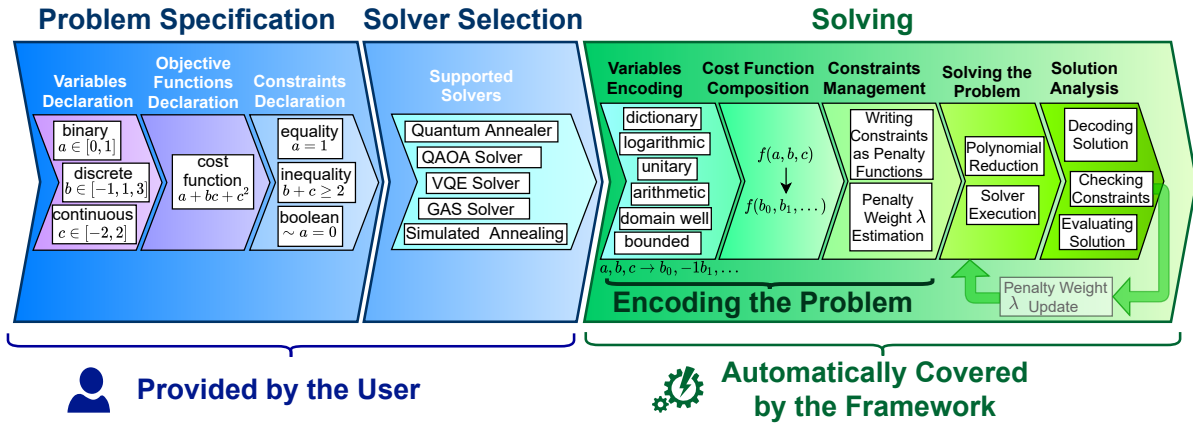 Problem Specification
Solver Selection
Solving
Variables
Declaration
Objective
Functions
Declaration
Constraints
Declaration
Supported
Solvers
Variables
Encoding
Cost Function
Composition
Constraints
Management
Solving the
Problem
Solution
Analysis
binary
a ∈ [0, 1]
discrete
b ∈ [−1, 1, 3]
continuous
c ∈ [−2, 2]
cost
function
a + bc + c²
equality
a = 1
inequality
b + c ≥ 2
boolean
∼ a = 0
Quantum Annealer
QAOA Solver
VQE Solver
GAS Solver
Simulated Annealing
dictionary
logarithmic
unitary
arithmetic
domain well
bounded
a, b, c → b₀, −1b₁, …
f(a, b, c)
↓
f(b₀, b₁, …)
Writing
Constraints
as Penalty
Functions
Penalty
Weight λ
Estimation
Polynomial
Reduction
Solver
Execution
Decoding
Solution
Checking
Constraints
Evaluating
Solution
Penalty Weight
λ Update
Encoding the Problem
Provided by the User
Automatically Covered
by the Framework